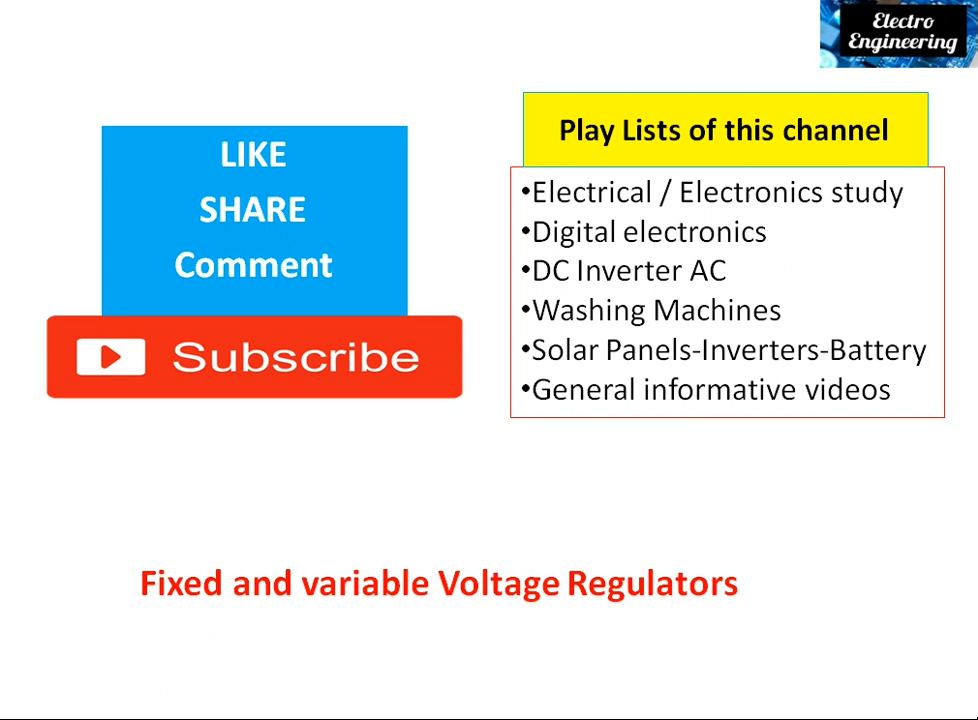 Electro
Engineering
LIKE
SHARE
Comment
Subscribe
Play Lists of this channel
•Electrical / Electronics study
•Digital electronics
•DC Inverter AC
•Washing Machines
•Solar Panels-Inverters-Battery
•General informative videos
Fixed and variable Voltage Regulators